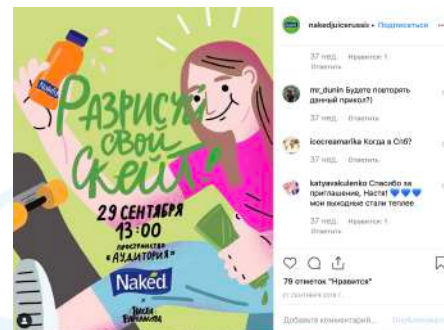 Naked
РАЗРИСУЙ
СВОЙ
СКЕЙТ!
29 СЕНТЯБРЯ
13:00
ПРОСТРАНСТВО
«АУДИТОРИЯ»
Naked
x
nakedjuicerussia • Подписаться ...
37 нед. Нравится: 1
Ответить
mr_dunin Будете повторять
данный прикол?)
37 нед. Ответить
icecreamarika Когда в Спб?
37 нед. Ответить
katyavakulenko Спасибо за
приглашение, Настя! 💙💙💙
мои выходные стали теплее
37 нед. Нравится: 1
Ответить
79 отметок "Нравится"
Добавьте комментарий...